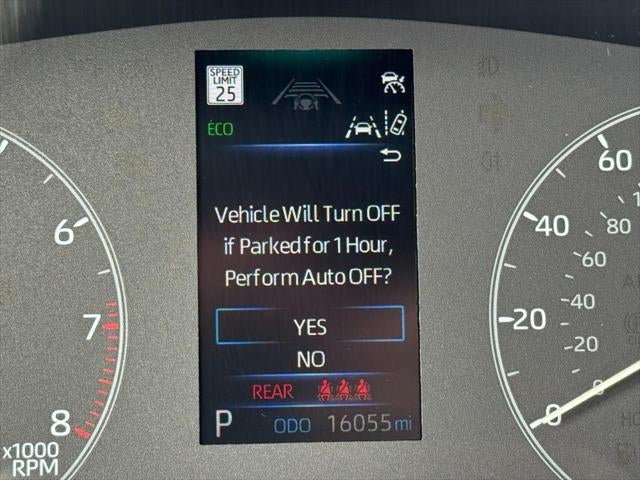 SPEED
LIMIT
25
ECO
Vehicle Will Turn OFF
if Parked for 1 Hour,
Perform Auto OFF?
YES
NO
REAR
P ODO 16055 mi
6
7
8
x1000
RPM
60
40
20
0
80
60
40
20
0